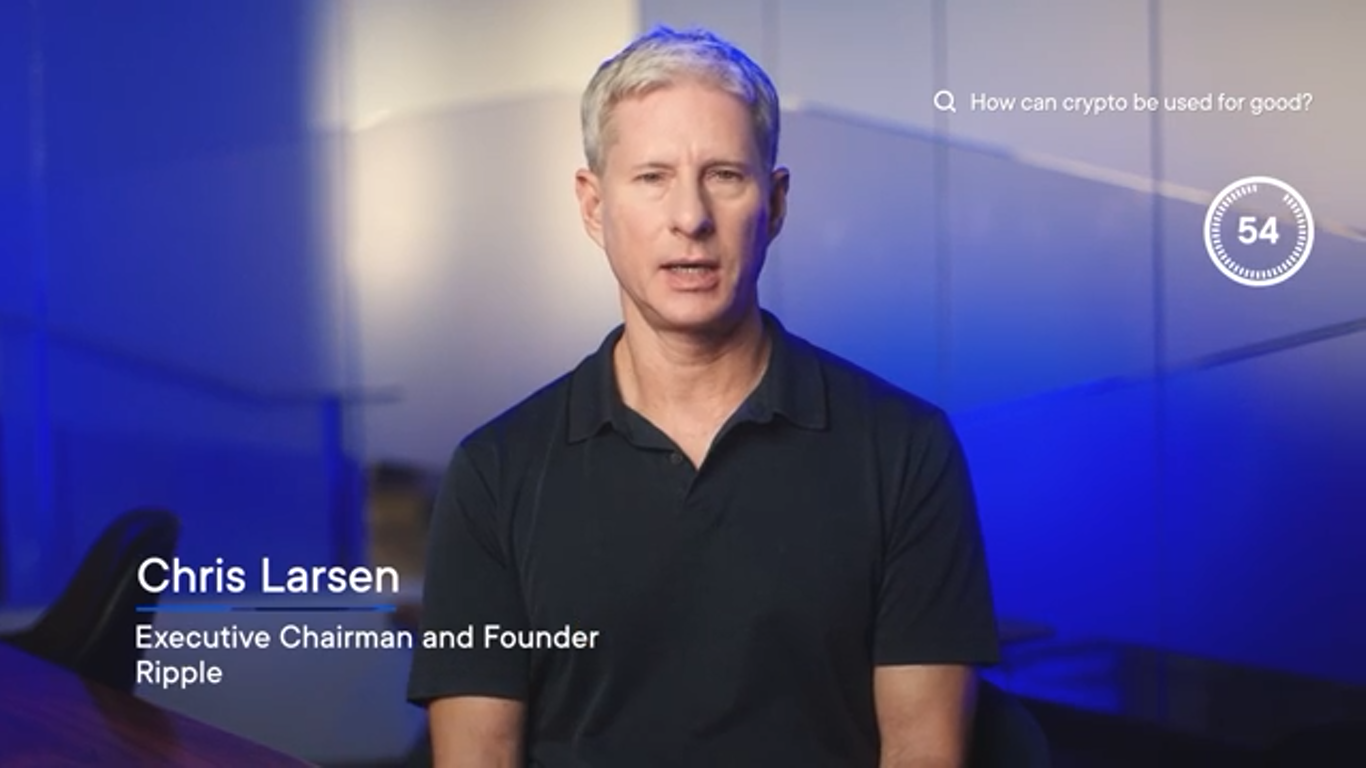 How can crypto be used for good?
54
Chris Larsen
Executive Chairman and Founder
Ripple